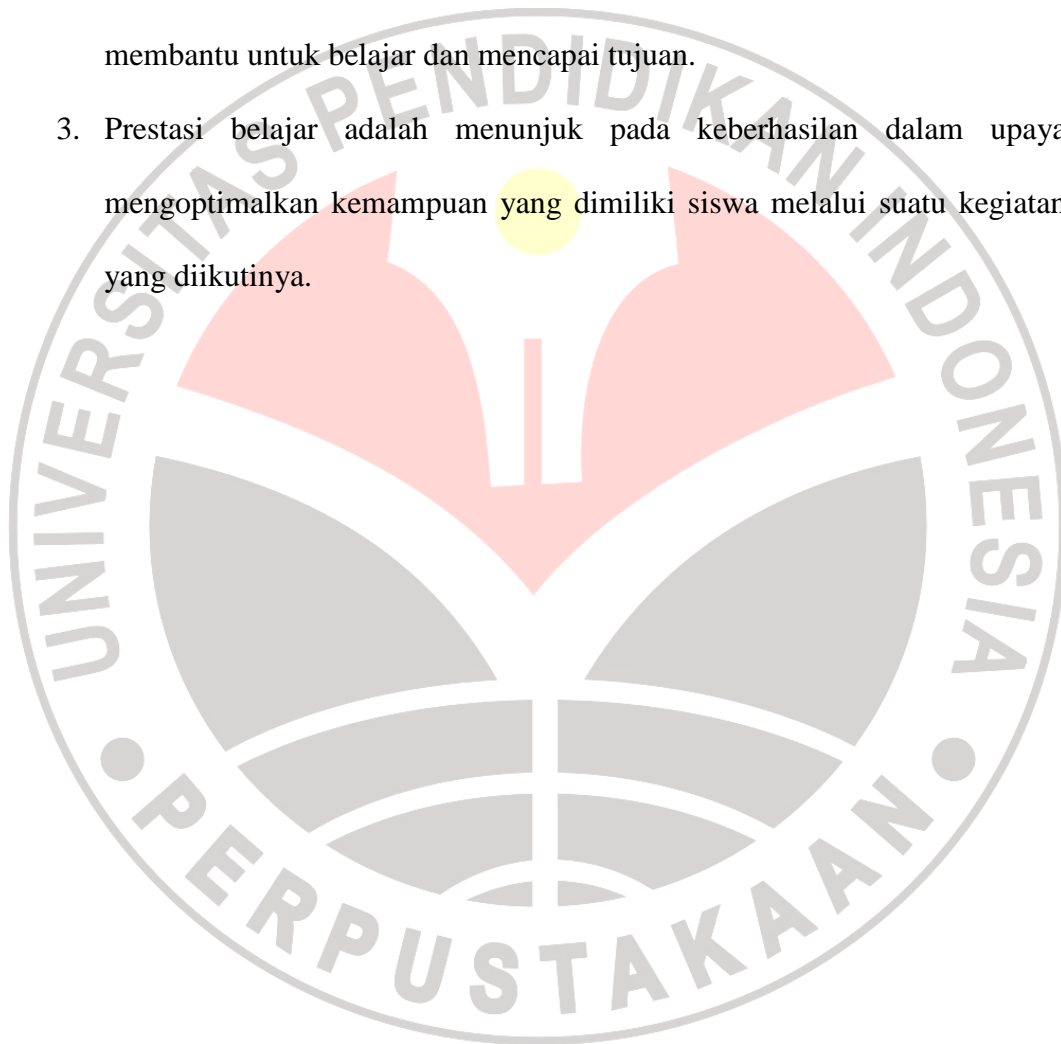 membantu untuk belajar dan mencapai tujuan.
3. Prestasi belajar adalah menunjuk pada keberhasilan dalam upaya
mengoptimalkan kemampuan yang dimiliki siswa melalui suatu kegiatan
yang diikutinya.
UNIVERSITAS PENDIDIKAN INDONESIA
PERPUSTAKAAN